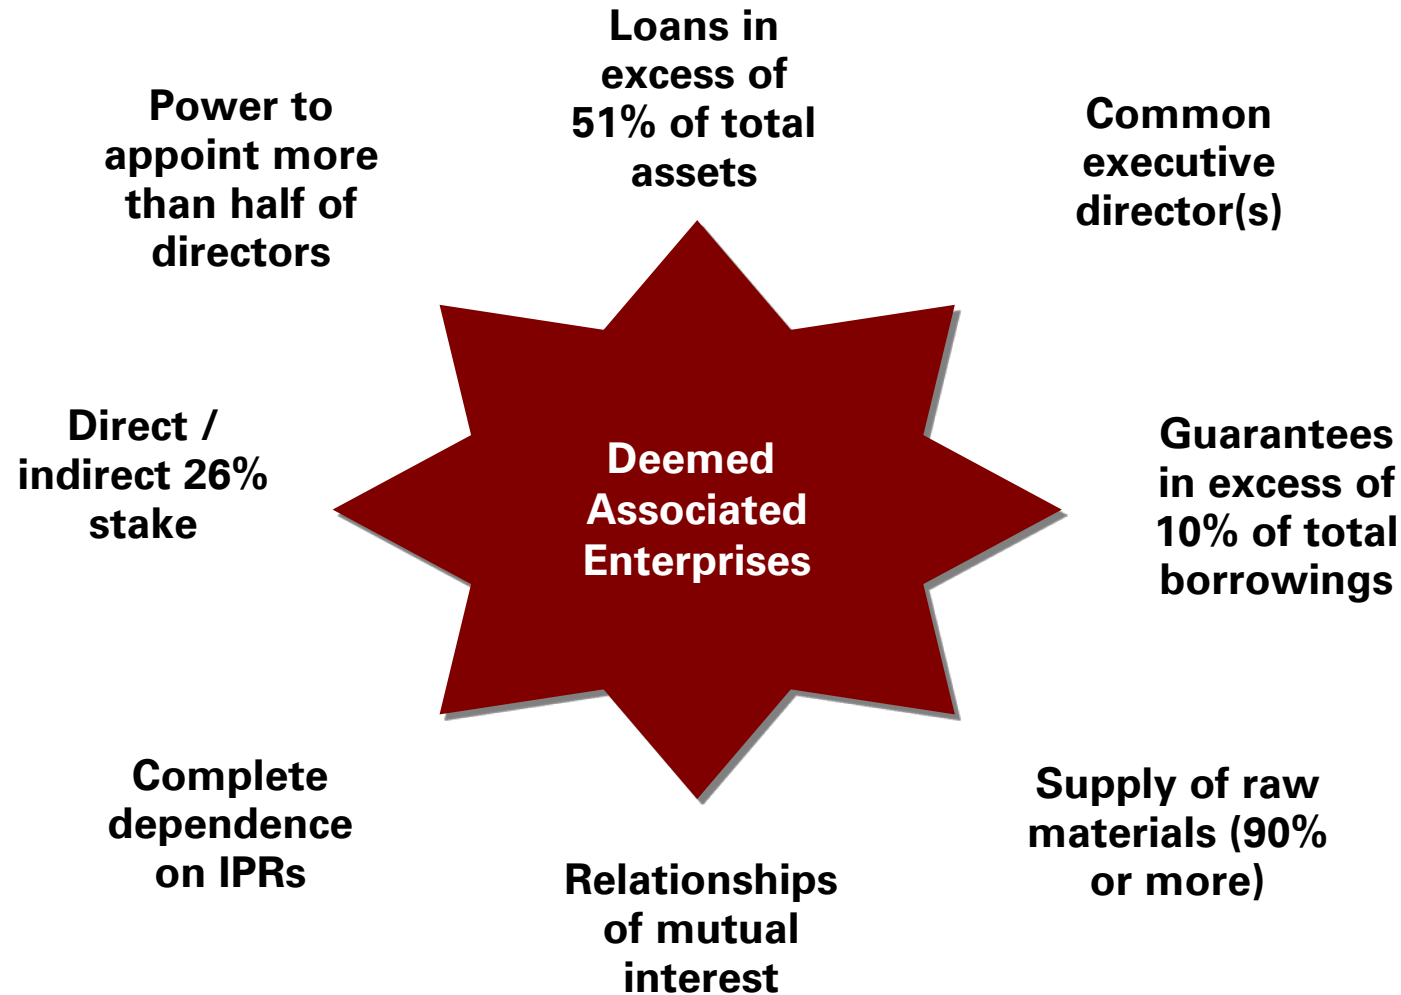 Loans in
excess of
51% of total
assets
Power to
appoint more
than half of
directors
Common
executive
director(s)
Direct /
indirect 26%
stake
Deemed
Associated
Enterprises
Guarantees
in excess of
10% of total
borrowings
Complete
dependence
on IPRs
Relationships
of mutual
interest
Supply of raw
materials (90%
or more)